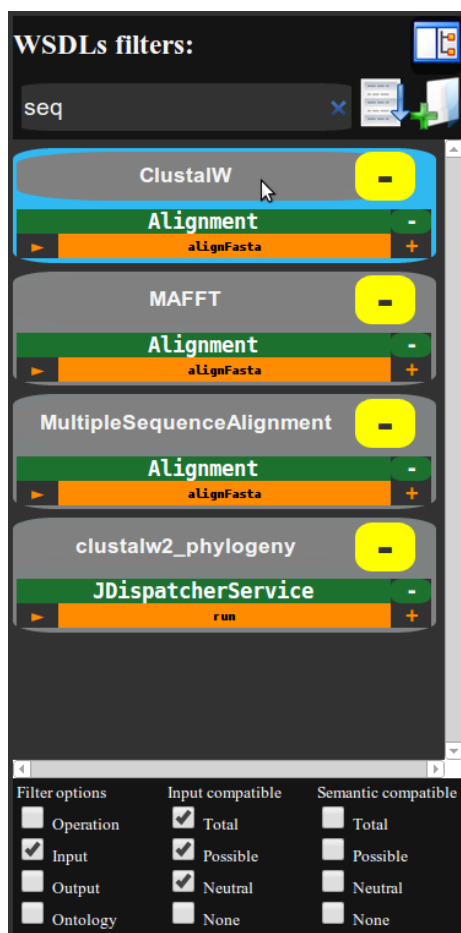 WSDLs filters:
seq
ClustalW -
Alignment -
alignFasta +
MAFFT -
Alignment -
alignFasta +
MultipleSequenceAlignment -
Alignment -
alignFasta +
clustalw2_phylogeny -
JDispatcherService -
run +
Filter options Input compatible Semantic compatible
Operation Total Total
Input Possible Possible
Output Neutral Neutral
Ontology None None